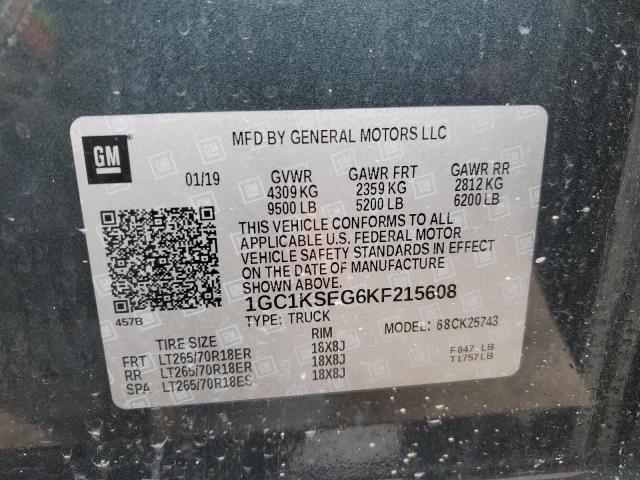 GM
MFD BY GENERAL MOTORS LLC
01/19
GVWR GAWR FRT GAWR RR
4309 KG 2359 KG 2812 KG
9500 LB 5200 LB 6200 LB
THIS VEHICLE CONFORMS TO ALL
APPLICABLE U.S. FEDERAL MOTOR
VEHICLE SAFETY STANDARDS IN EFFECT
ON THE DATE OF MANUFACTURE
SHOWN ABOVE.
1GC1KSEG6KF215608
457B
TYPE: TRUCK MODEL: 68CK25743
TIRE SIZE RIM
FRT LT265/70R18ER 18X8J F847 LB
RR LT265/70R18ER 18X8J T1757LB
SPA LT265/70R18ES 18X8J